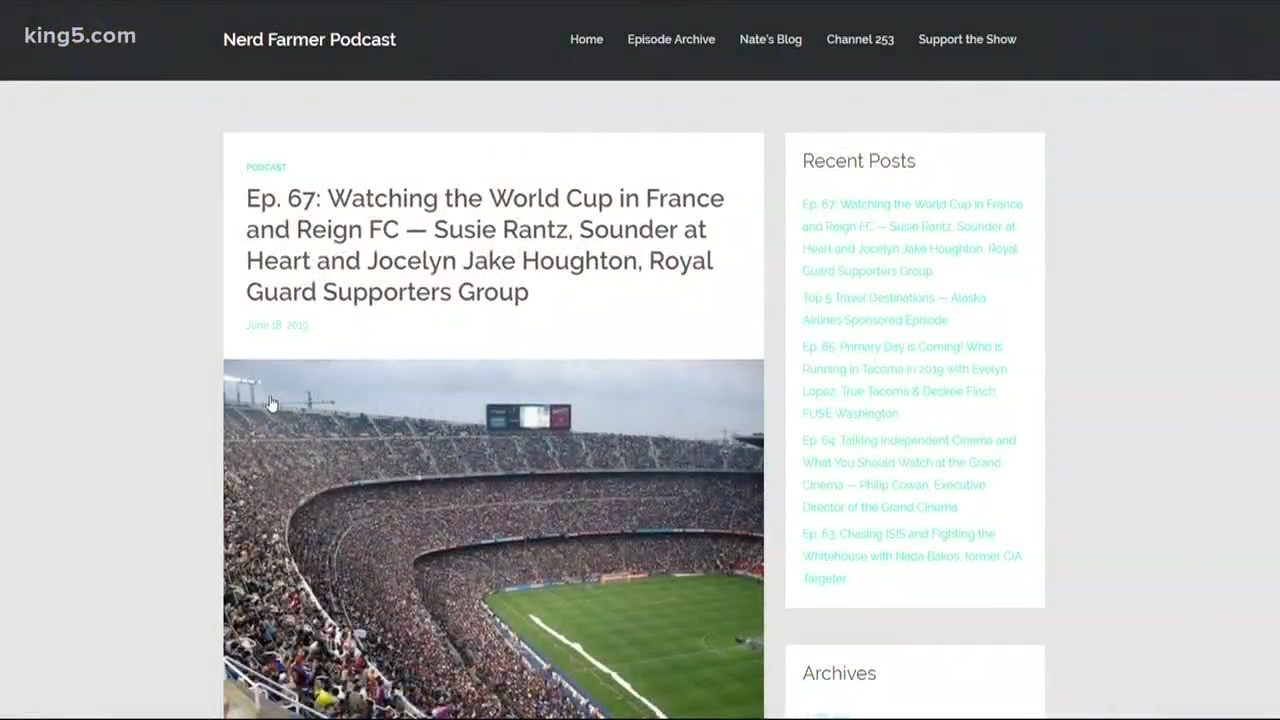 king5.com
Nerd Farmer Podcast
Home
Episode Archive
Nate's Blog
Channel 253
Support the Show
PODCAST
Ep. 67: Watching the World Cup in France
and Reign FC — Susie Rantz, Sounder at
Heart and Jocelyn Jake Houghton, Royal
Guard Supporters Group
June 18, 2019
Recent Posts
Ep. 67: Watching the World Cup in France
and Reign FC — Susie Rantz, Sounder at
Heart and Jocelyn Jake Houghton, Royal
Guard Supporters Group
Top 5 Travel Destinations — Alaska
Airlines Sponsored Episode
Ep. 65: Primary Day is Coming! Who Is
Running in Tacoma in 2019 with Evelyn
Lopez, True Tacoma & Desiree Finch,
FUSE Washington
Ep. 64: Talking Independent Cinema and
What You Should Watch at the Grand
Cinema — Philip Cowan, Executive
Director of the Grand Cinema
Ep. 63: Chasing ISIS and Fighting the
Whitehouse with Nada Bakos, former CIA
Targeter
Archives